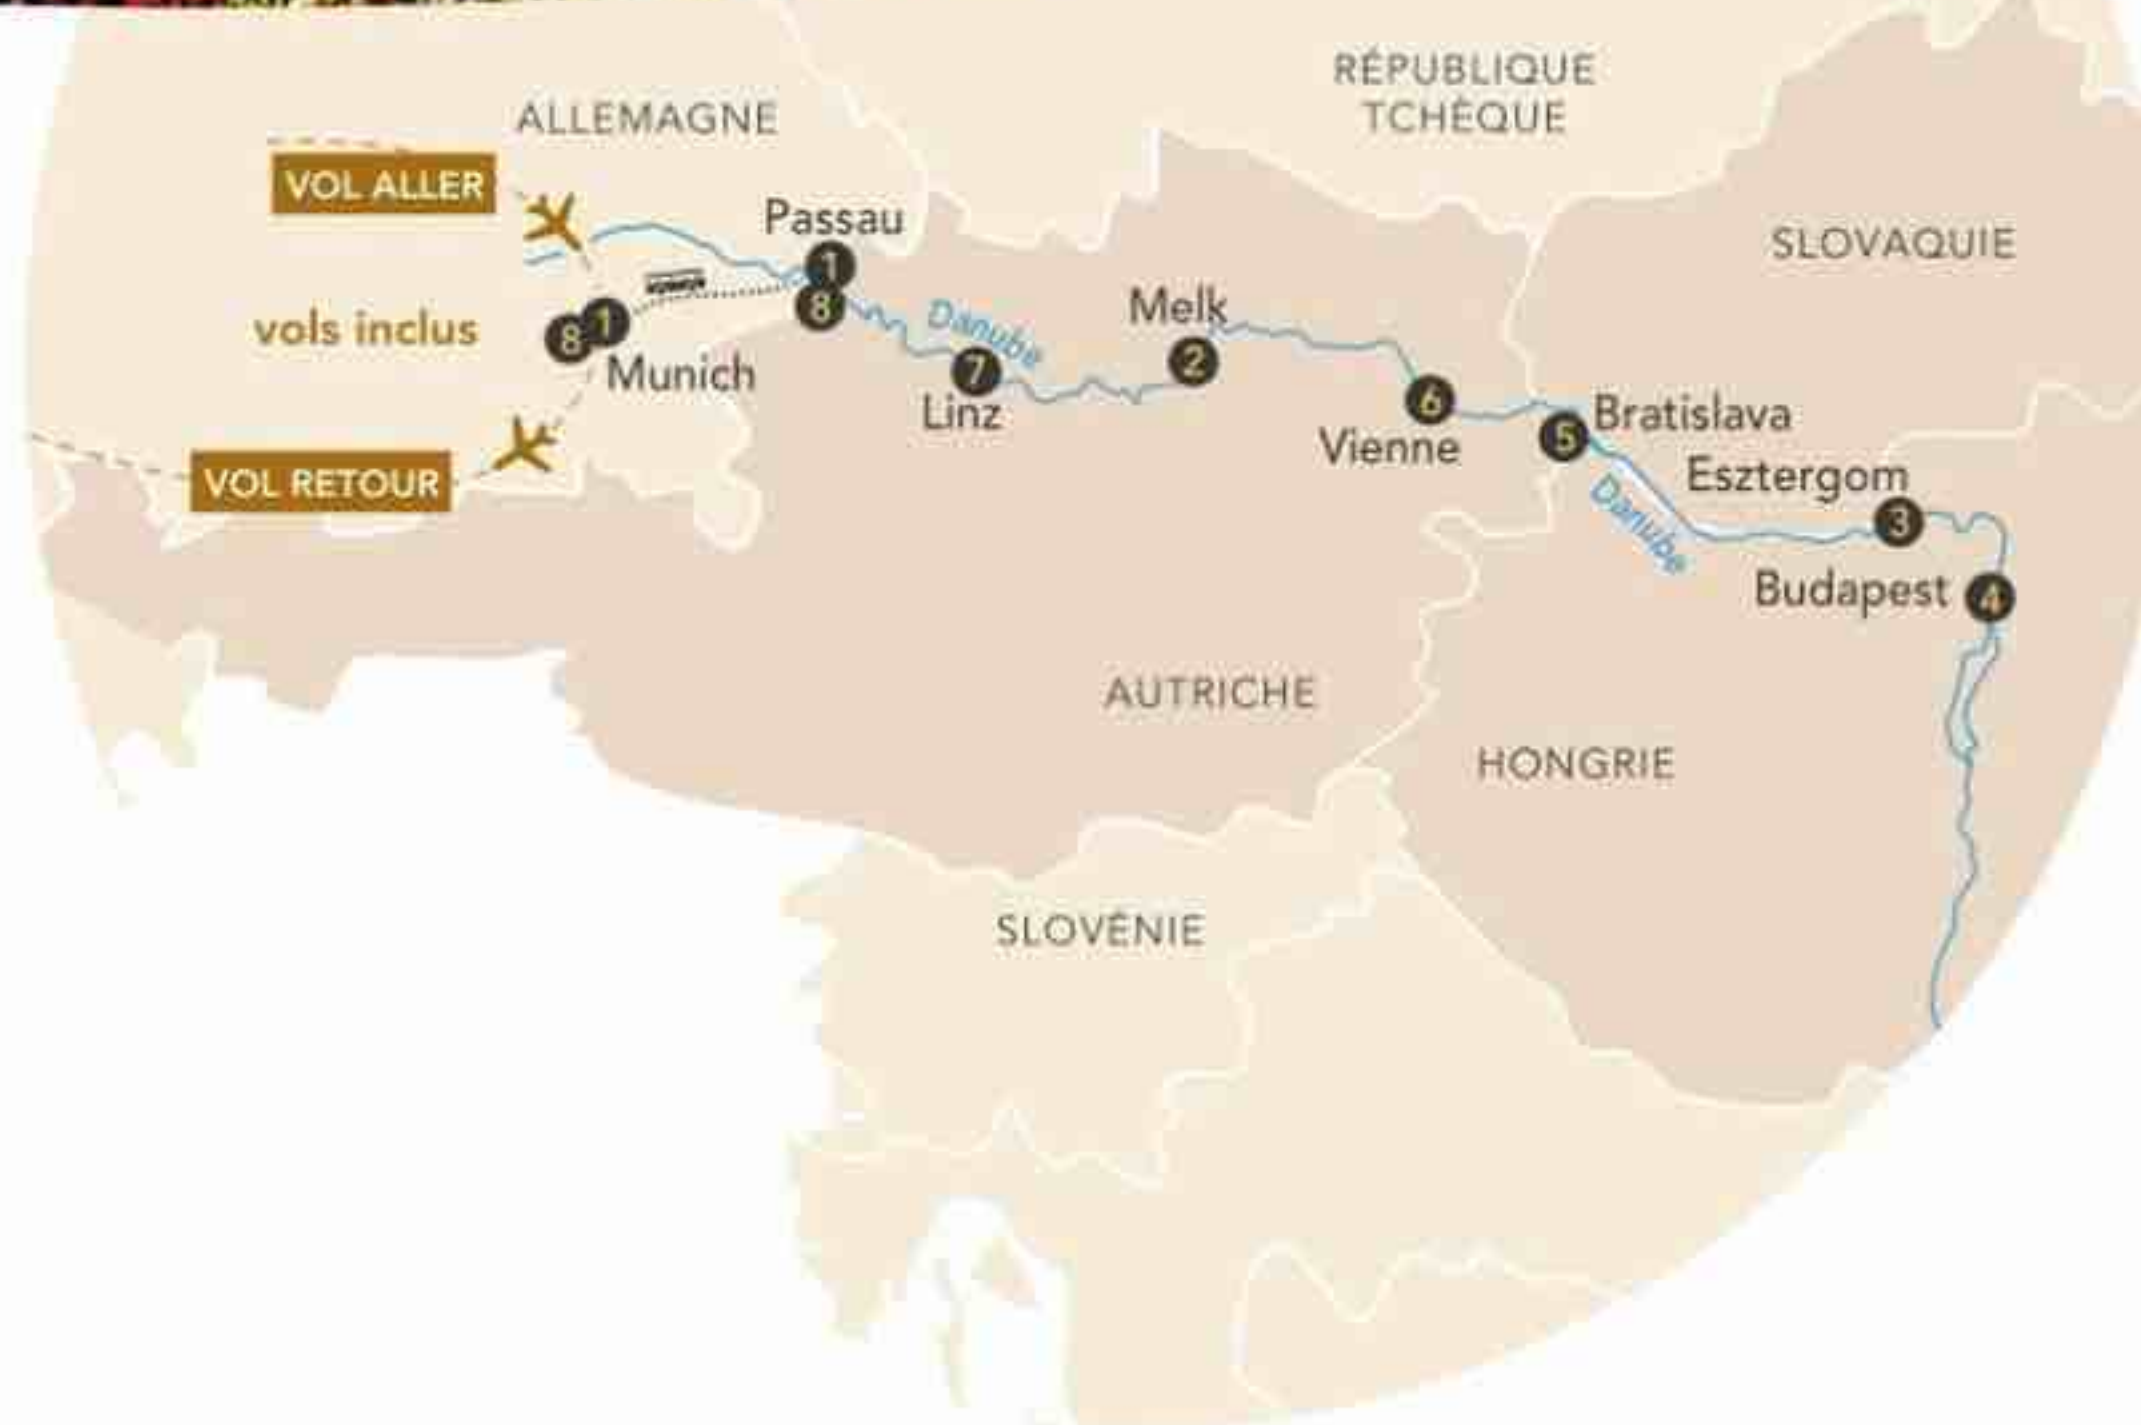 RÉPUBLIQUE
TCHÈQUE
ALLEMAGNE
VOL ALLER
Passau
SLOVAQUIE
1
8
vols inclus
8 1
Munich
Danube
7
Linz
Melk
2
6
Vienne
5
Bratislava
Esztergom
3
Danube
VOL RETOUR
Budapest
4
AUTRICHE
HONGRIE
SLOVÉNIE